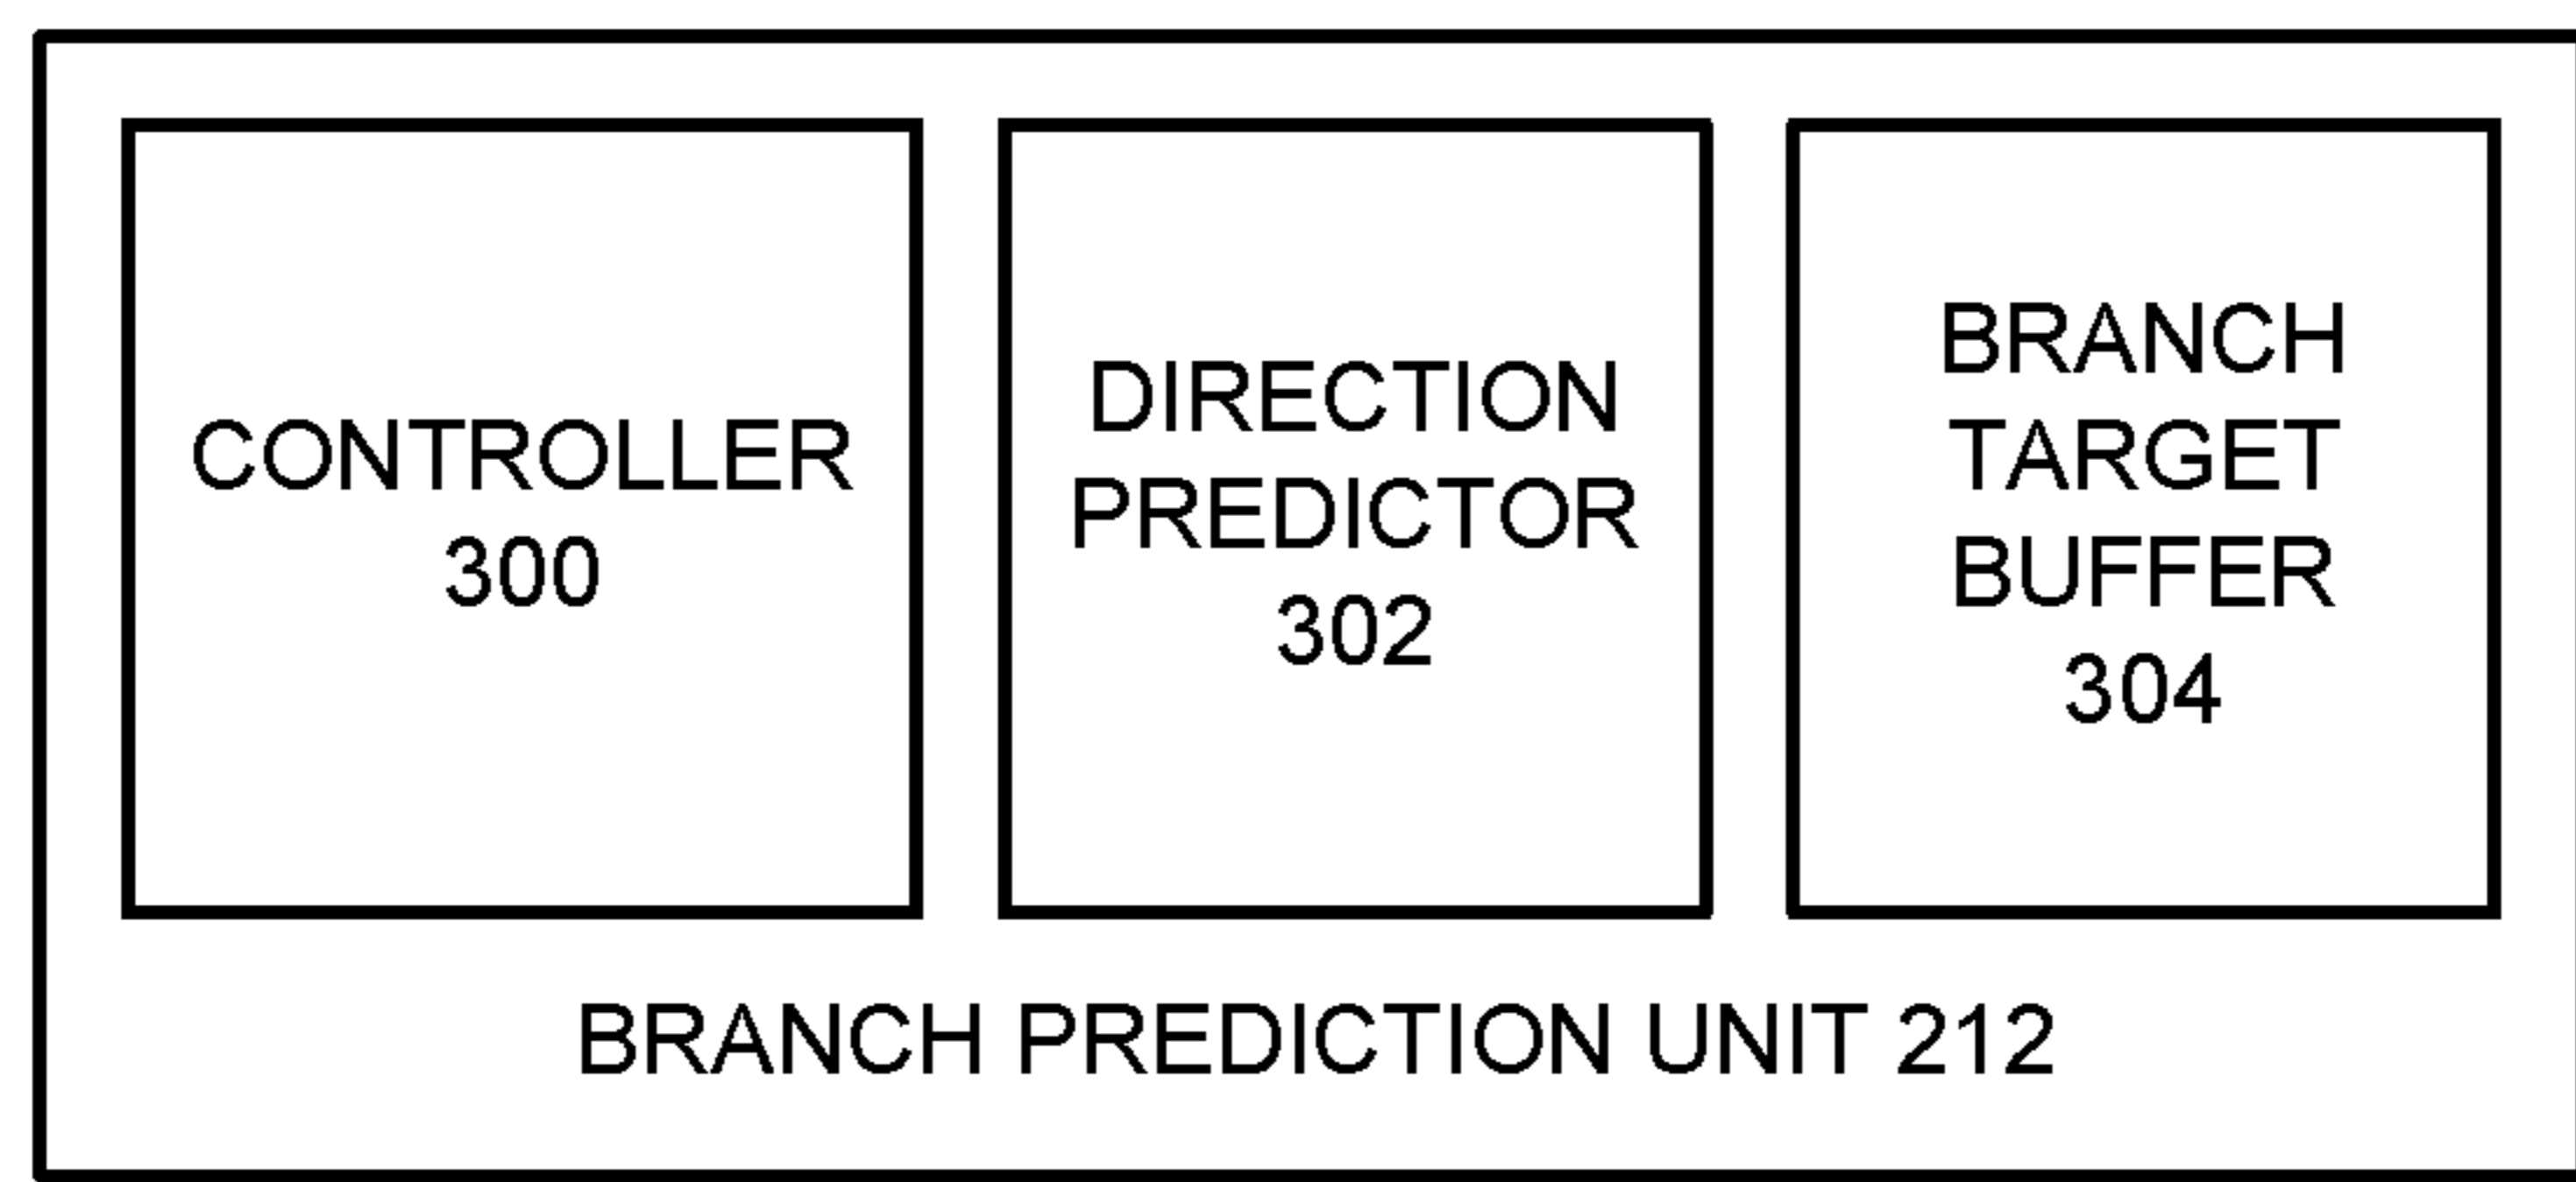 CONTROLLER
300
DIRECTION
PREDICTOR
302
BRANCH
TARGET
BUFFER
304
BRANCH PREDICTION UNIT 212